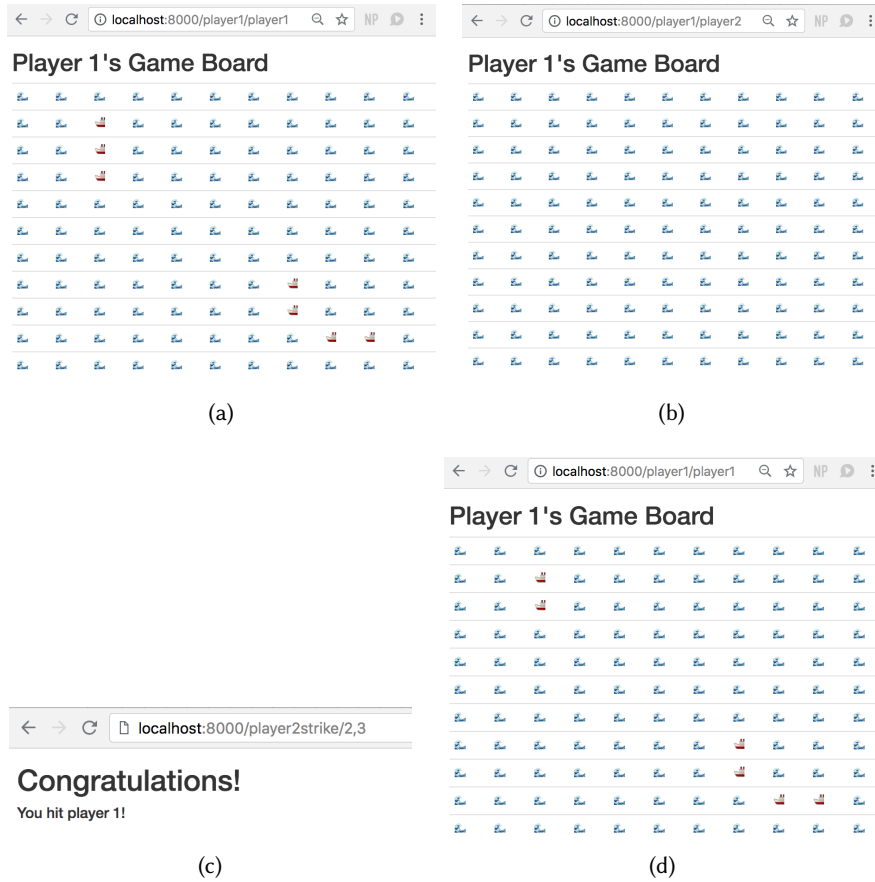 localhost:8000/player1/player1
NP
Player 1's Game Board
(a)
localhost:8000/player1/player2
NP
Player 1's Game Board
(b)
localhost:8000/player2strike/2,3
Congratulations!
You hit player 1!
(c)
localhost:8000/player1/player1
NP
Player 1's Game Board
(d)